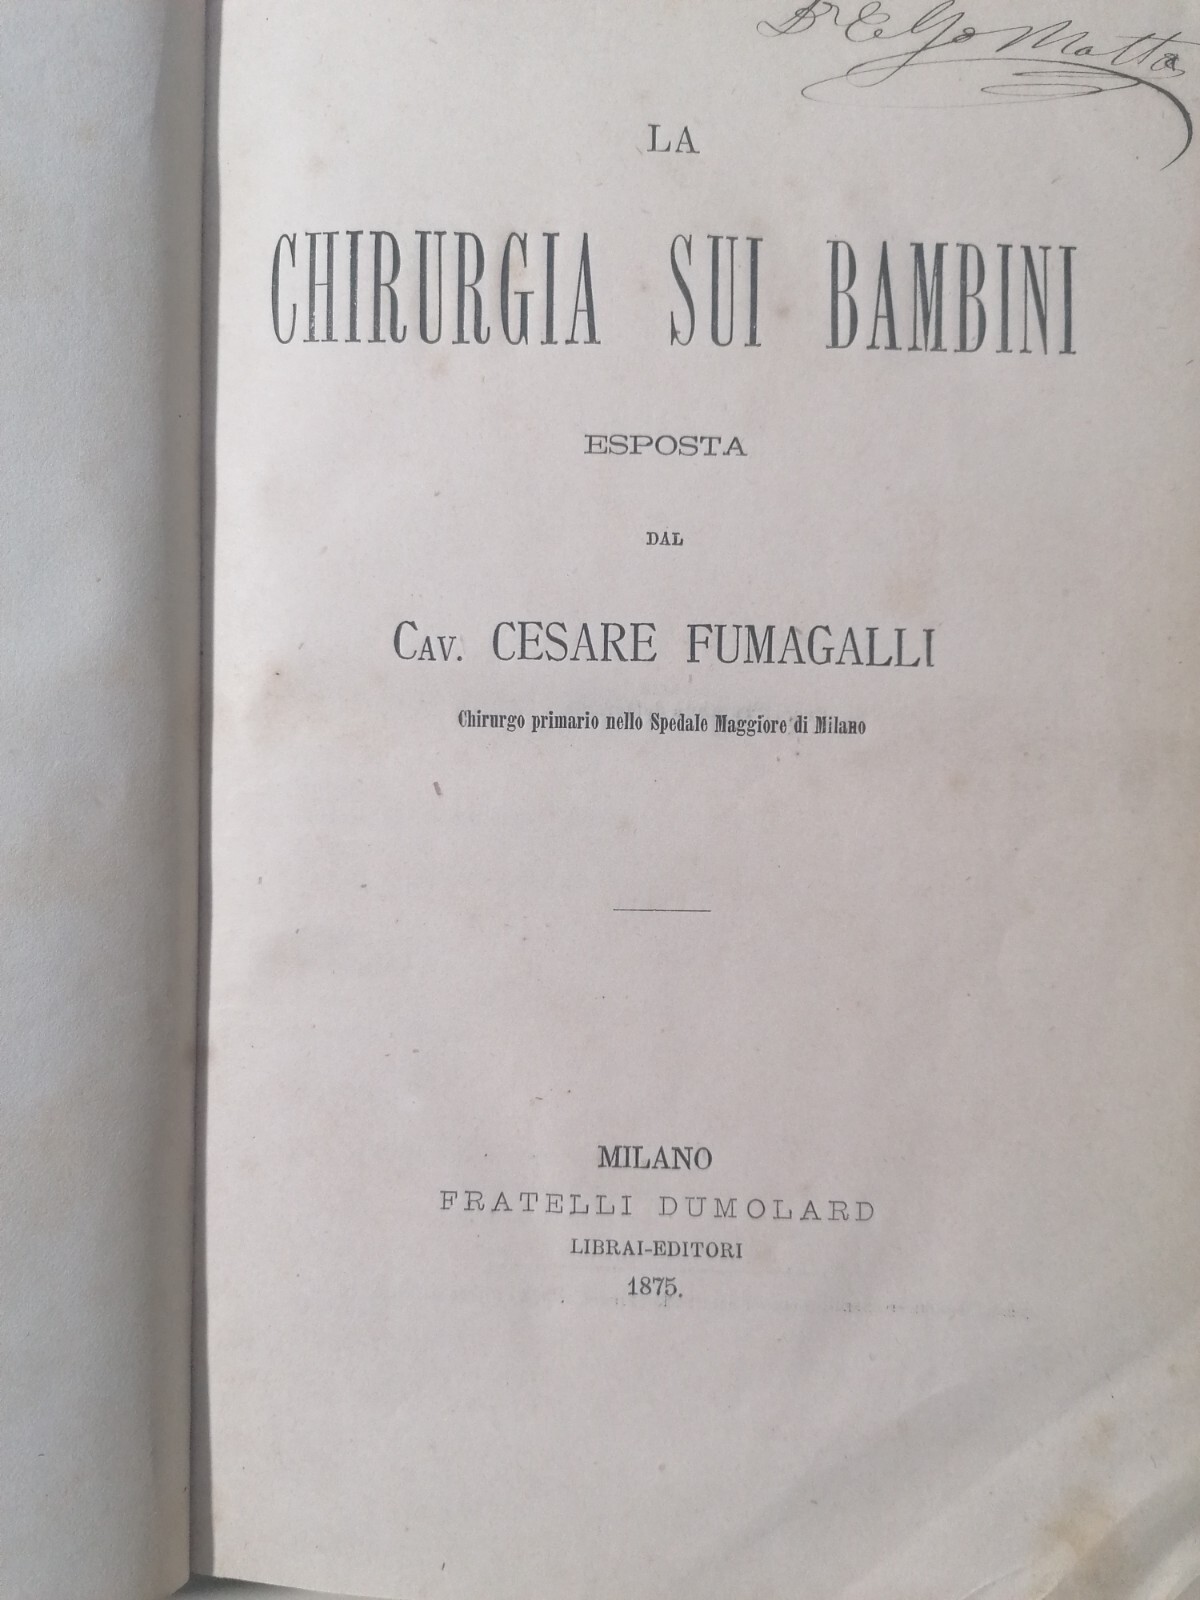 LA
CHIRURGIA SUI BAMBINI
ESPOSTA
DAL
CAV. CESARE FUMAGALLI
Chirurgo primario nello Spedale Maggiore di Milano
MILANO
FRATELLI DUMOLARD
LIBRAI-EDITORI
1875.